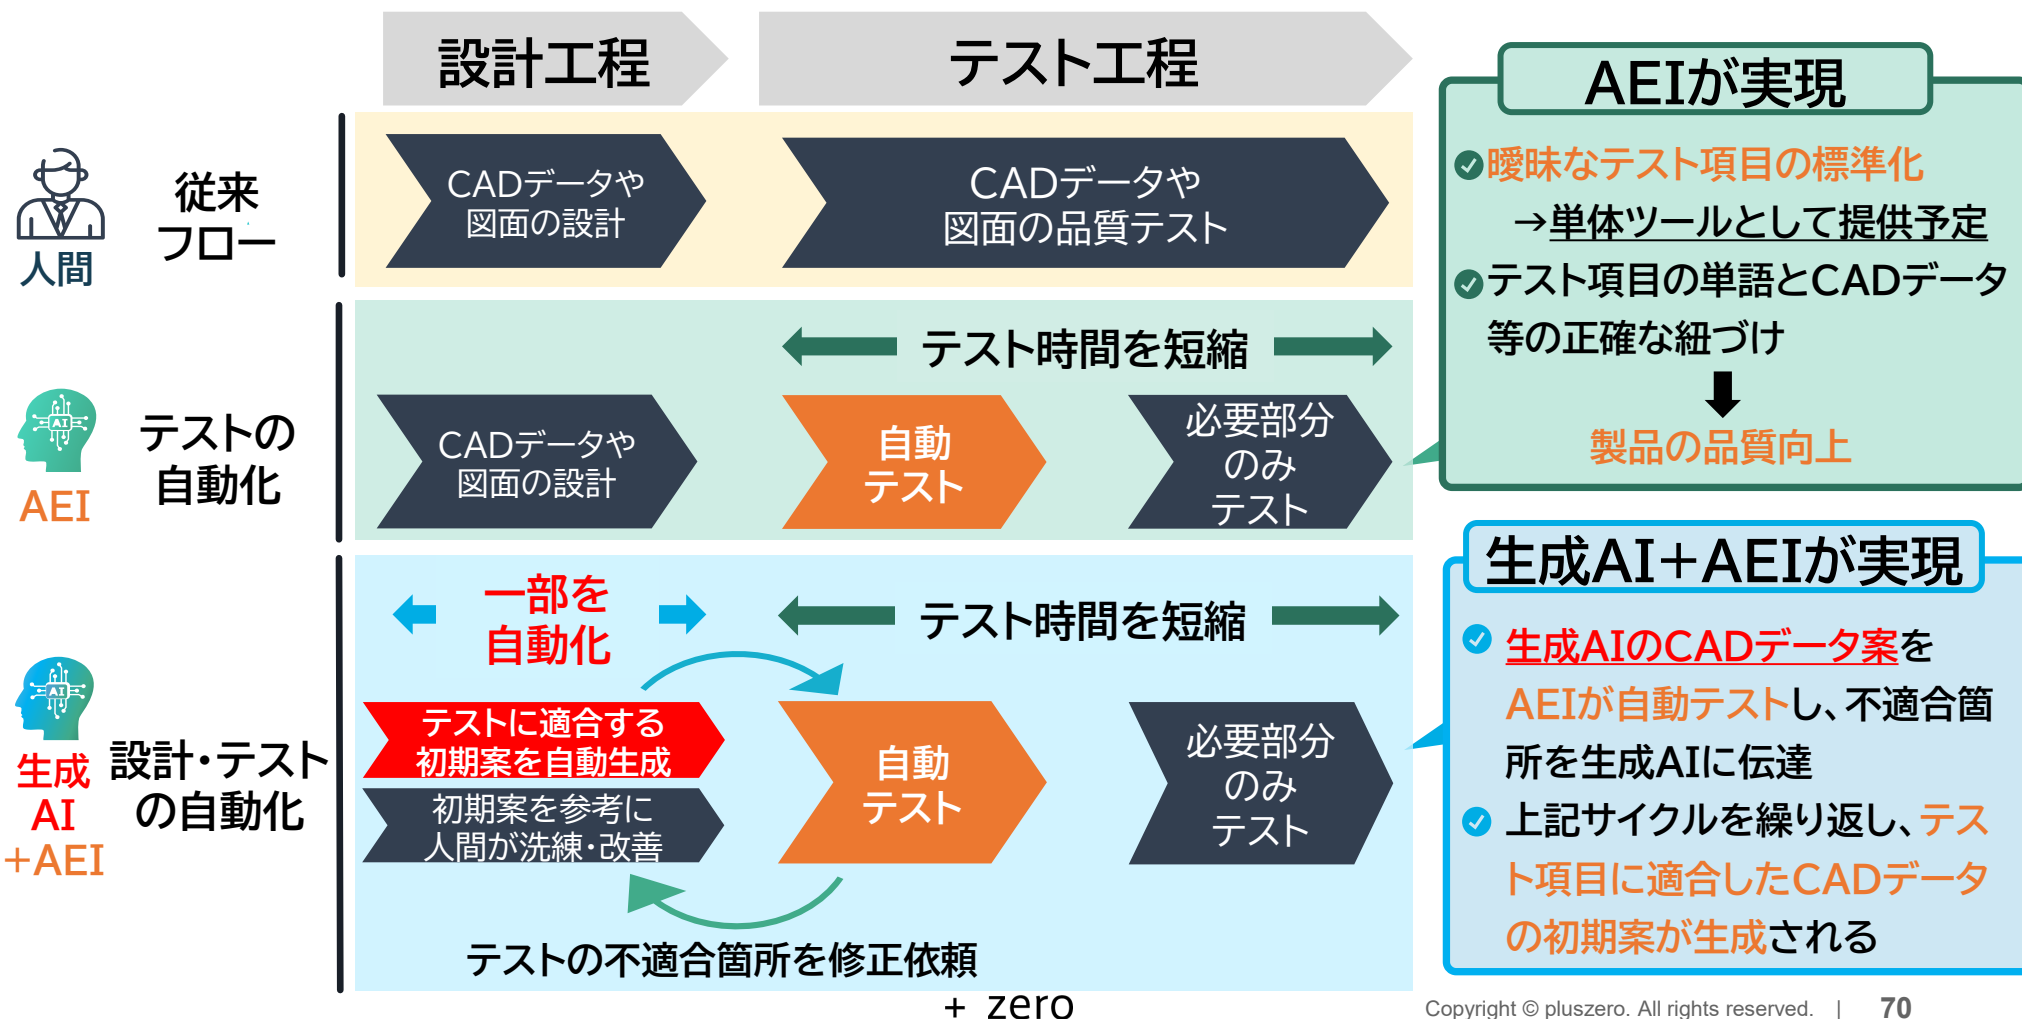 設計工程
テスト工程
人間
従来
フロー
CADデータや
図面の設計
CADデータや
図面の品質テスト
AEI
テストの
自動化
テスト時間を短縮
CADデータや
図面の設計
自動
テスト
必要部分
のみ
テスト
生成
AI
+AEI
設計・テスト
の自動化
一部を
自動化
テスト時間を短縮
テストに適合する
初期案を自動生成
初期案を参考に
人間が洗練・改善
自動
テスト
必要部分
のみ
テスト
テストの不適合箇所を修正依頼
AEIが実現
曖昧なテスト項目の標準化
→単体ツールとして提供予定
テスト項目の単語とCADデータ
等の正確な紐づけ
製品の品質向上
生成AI+AEIが実現
生成AIのCADデータ案を
AEIが自動テストし、不適合箇
所を生成AIに伝達
上記サイクルを繰り返し、テス
ト項目に適合したCADデータ
の初期案が生成される
+ zero
Copyright © pluszero. All rights reserved. | 70